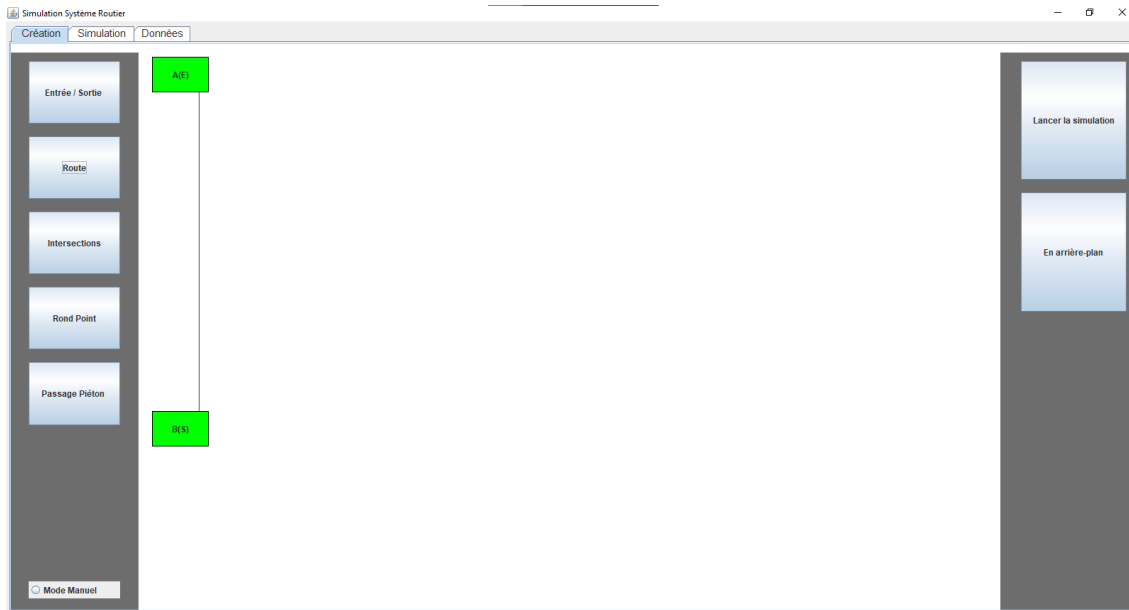 Simulation Système Routier
Création
Simulation
Données
Entrée / Sortie
Route
Intersections
Rond Point
Passage Piéton
Mode Manuel
A(E)
B(S)
Lancer la simulation
En arrière-plan